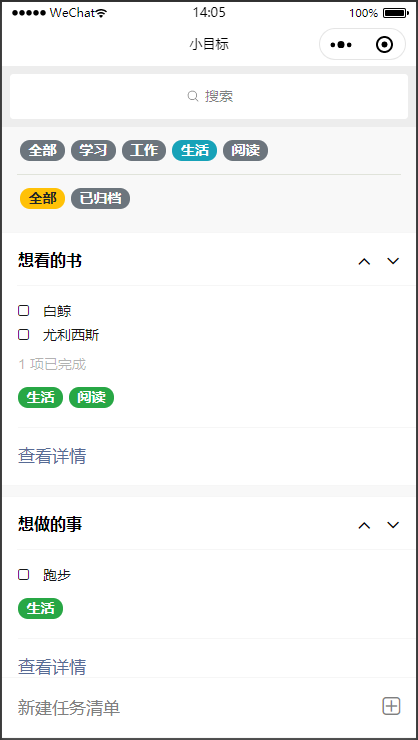 WeChat 14:05 100%
小目标
搜索
全部 学习 工作 生活 阅读
全部 已归档
想看的书
白鲸
尤利西斯
1 项已完成
生活 阅读
查看详情
想做的事
跑步
生活
查看详情
新建任务清单